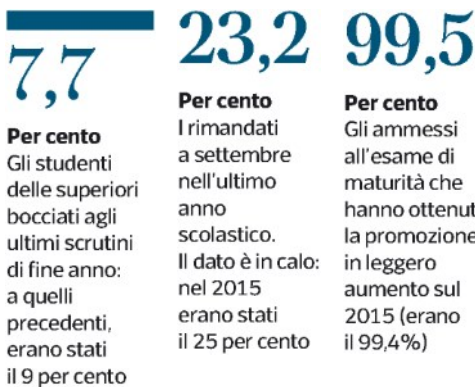 7,7
Per cento
Gli studenti
delle superiori
bocciati agli
ultimi scrutini
di fine anno:
a quelli
precedenti,
erano stati
il 9 per cento
23,2
Per cento
I rimandati
a settembre
nell'ultimo
anno
scolastico.
Il dato è in calo:
nel 2015
erano stati
il 25 per cento
99,5
Per cento
Gli ammessi
all'esame di
maturità che
hanno ottenut
la promozione
in leggero
aumento sul
2015 (erano
il 99,4%)